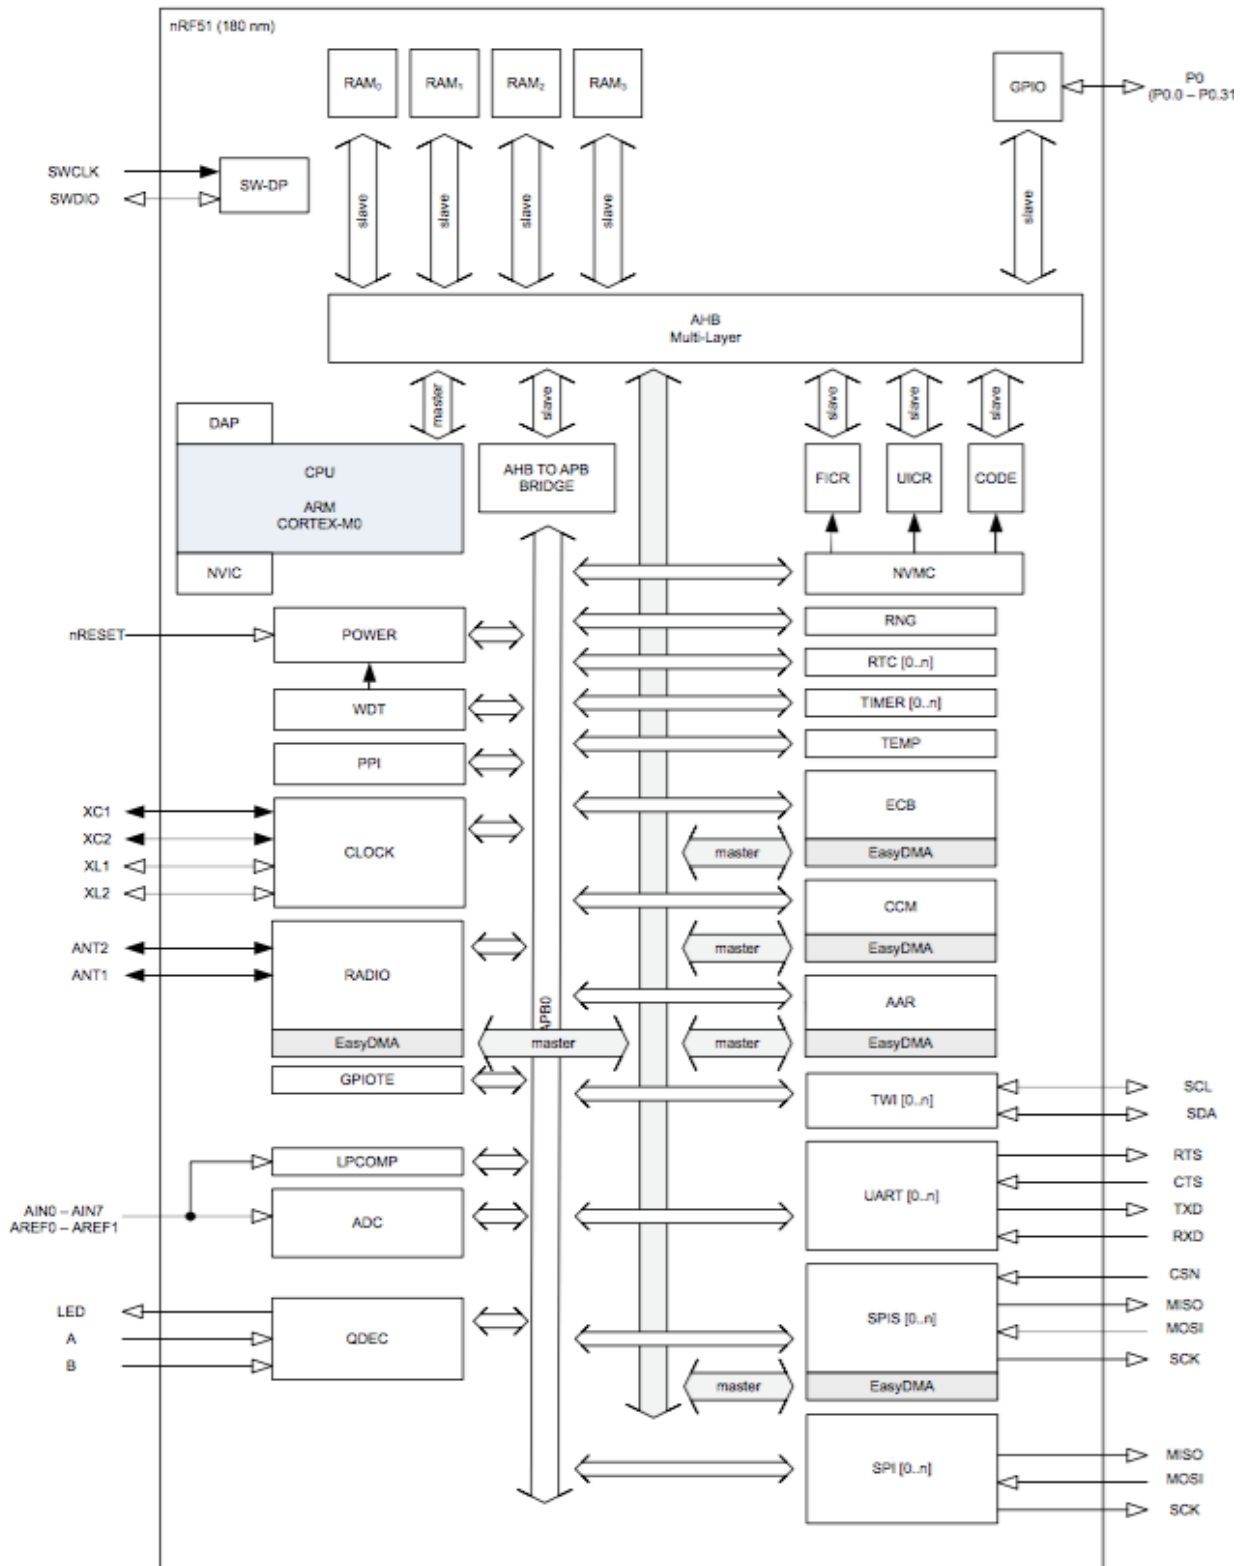 nRF51 (180 nm)
RAM₀
RAM₁
RAM₂
RAM₃
GPIO
P0
(P0.0 – P0.31
SWCLK
SWDIO
SW-DP
slave
slave
slave
slave
slave
AHB
Multi-Layer
master
slave
slave
slave
slave
DAP
CPU
ARM
CORTEX-M0
NVIC
AHB TO APB
BRIDGE
FICR
UICR
CODE
NVMC
nRESET
POWER
RNG
RTC [0..n]
WDT
TIMER [0..n]
PPI
TEMP
XC1
XC2
XL1
XL2
CLOCK
ECB
master
EasyDMA
CCM
master
EasyDMA
ANT2
ANT1
RADIO
EasyDMA
APB0
master
AAR
master
EasyDMA
GPIOTE
TWI [0..n]
SCL
SDA
LPCOMP
AIN0 – AIN7
AREF0 – AREF1
ADC
UART [0..n]
RTS
CTS
TXD
RXD
LED
A
B
QDEC
SPIS [0..n]
CSN
MISO
MOSI
SCK
master
EasyDMA
SPI [0..n]
MISO
MOSI
SCK